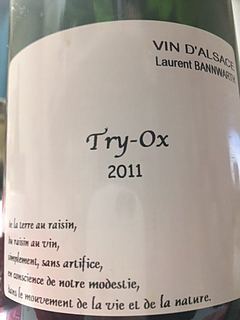 VIN D'ALSACE
Laurent BANNWARTH
Try-Ox
2011
de la terre au raisin,
du raisin au vin,
simplement, sans artifice,
en conscience de notre modestie,
dans le mouvement de la vie et de la nature.